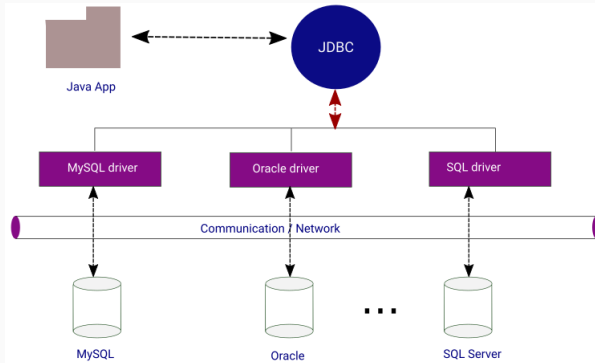 JDBC
Java App
MySQL driver
Oracle driver
SQL driver
Communication / Network
MySQL
Oracle
SQL Server